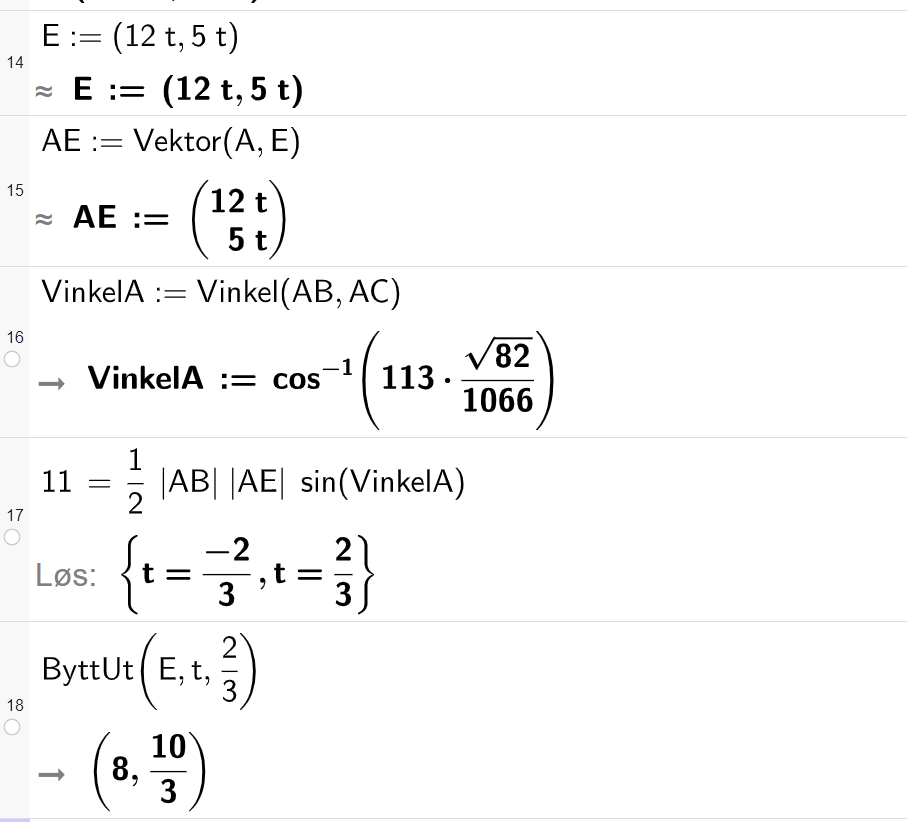 14
E := (12 t, 5 t)
≈ E := (12 t, 5 t)
15
AE := Vektor(A, E)
≈ AE := (12 t
5 t)
16
VinkelA := Vinkel(AB, AC)
→ VinkelA := cos⁻¹(113 · √82/1066)
17
11 = 1/2 |AB| |AE| sin(VinkelA)
Løs: {t = −2/3, t = 2/3}
18
ByttUt(E, t, 2/3)
→ (8, 10/3)